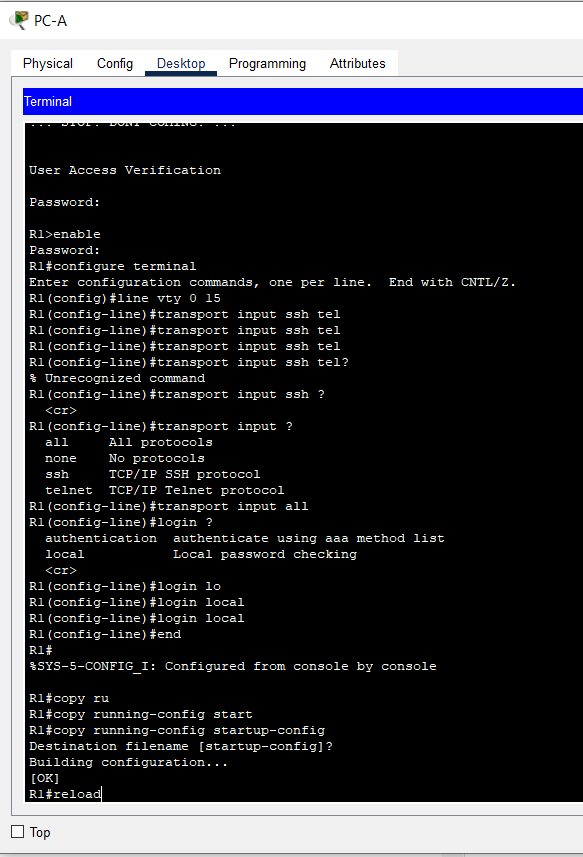 PC-A
Physical Config Desktop Programming Attributes
Terminal
... STOP! DONT COMING! ...
User Access Verification
Password:
R1>enable
Password:
R1#configure terminal
Enter configuration commands, one per line.  End with CNTL/Z.
R1(config)#line vty 0 15
R1(config-line)#transport input ssh tel
R1(config-line)#transport input ssh tel
R1(config-line)#transport input ssh tel
R1(config-line)#transport input ssh tel?
% Unrecognized command
R1(config-line)#transport input ssh ?
  <cr>
R1(config-line)#transport input ?
  all     All protocols
  none    No protocols
  ssh     TCP/IP SSH protocol
  telnet  TCP/IP Telnet protocol
R1(config-line)#transport input all
R1(config-line)#login ?
  authentication  authenticate using aaa method list
  local           Local password checking
  <cr>
R1(config-line)#login lo
R1(config-line)#login local
R1(config-line)#login local
R1(config-line)#end
R1#
%SYS-5-CONFIG_I: Configured from console by console
R1#copy ru
R1#copy running-config start
R1#copy running-config startup-config
Destination filename [startup-config]?
Building configuration...
[OK]
R1#reload
Top